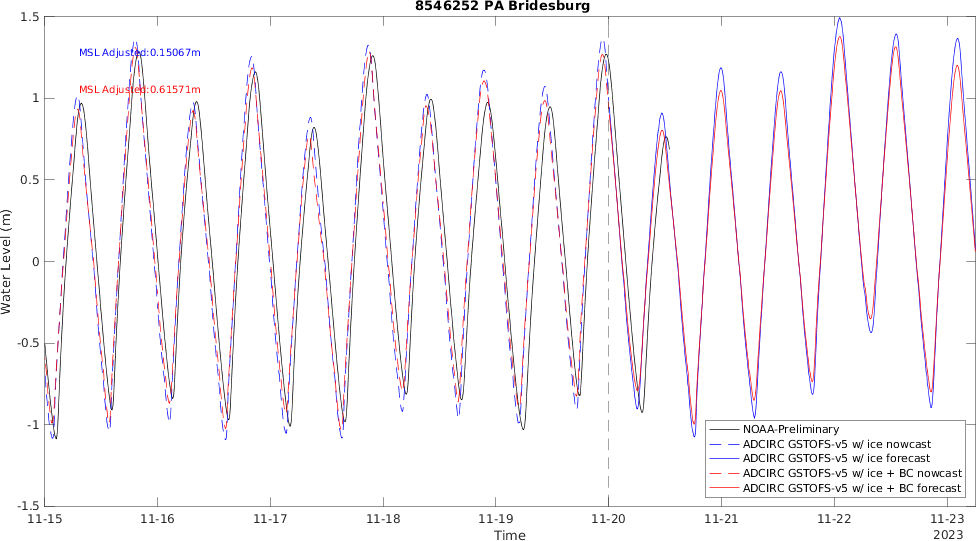 8546252 PA Bridesburg
1.5
1
0.5
0
-0.5
-1
-1.5
Water Level (m)
MSL Adjusted:0.15067m
MSL Adjusted:0.61571m
NOAA-Preliminary
ADCIRC GSTOFS-v5 w/ ice nowcast
ADCIRC GSTOFS-v5 w/ ice forecast
ADCIRC GSTOFS-v5 w/ ice + BC nowcast
ADCIRC GSTOFS-v5 w/ ice + BC forecast
11-15 11-16 11-17 11-18 11-19 11-20 11-21 11-22 11-23
2023
Time